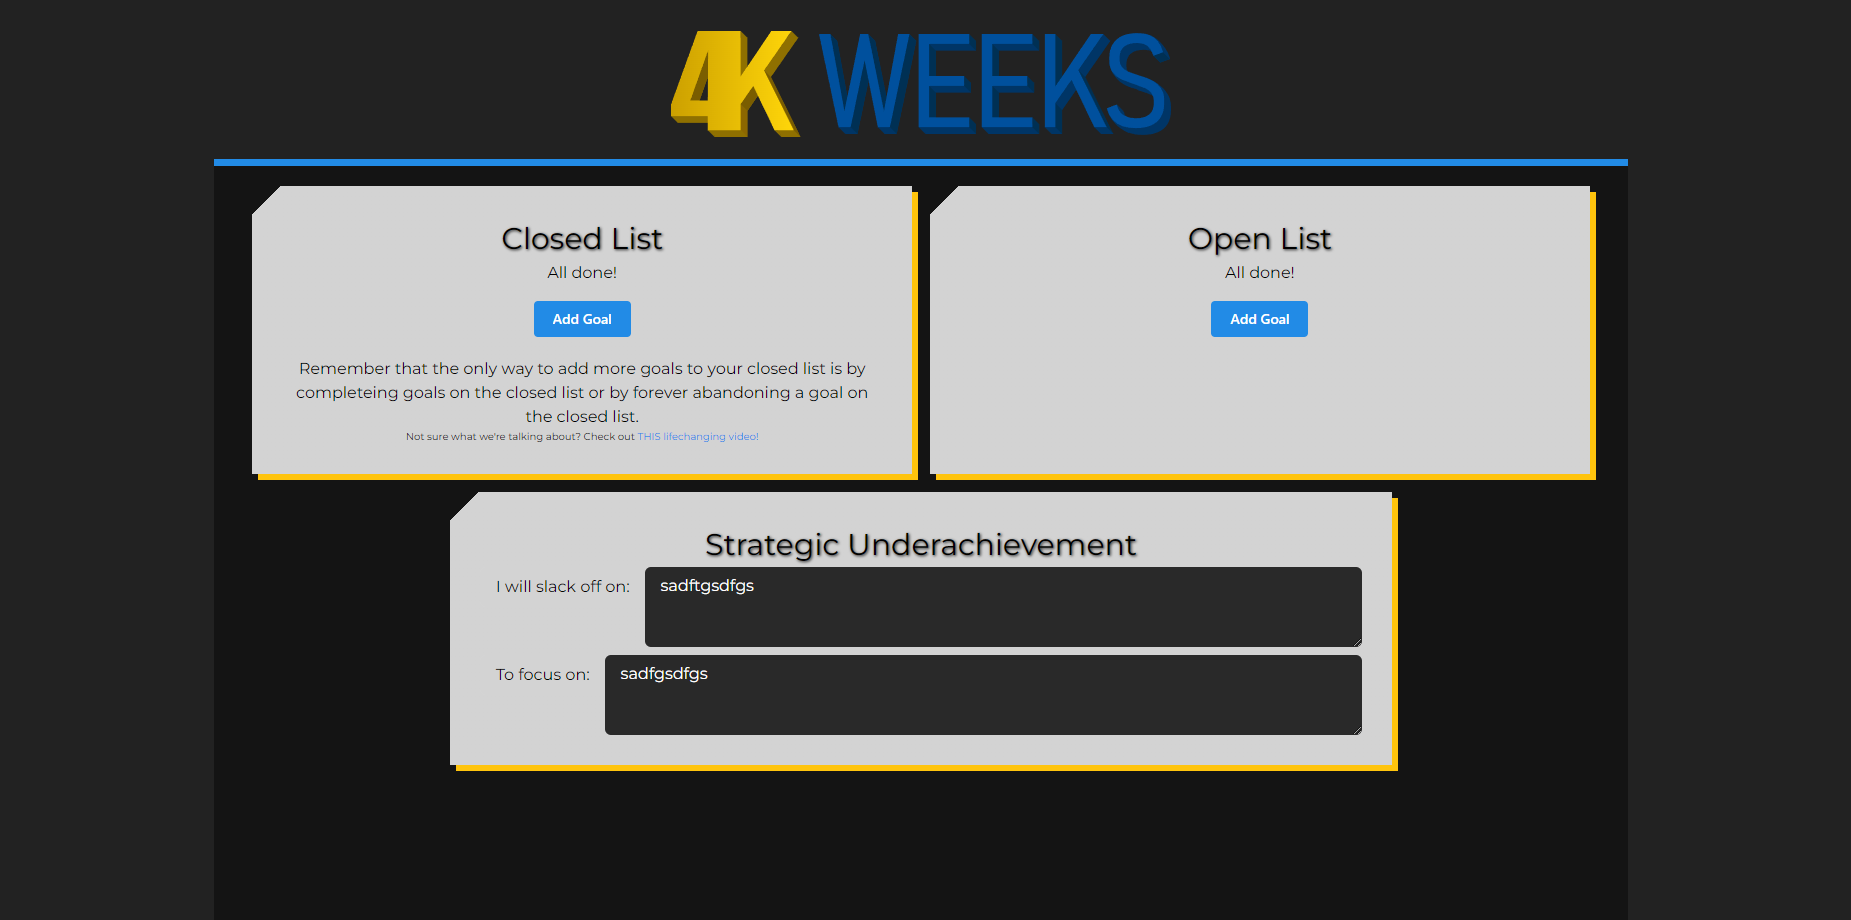 4K WEEKS
Closed List
All done!
Add Goal
Remember that the only way to add more goals to your closed list is by
completeing goals on the closed list or by forever abandoning a goal on
the closed list.
Not sure what we're talking about? Check out THIS lifechanging video!
Open List
All done!
Add Goal
Strategic Underachievement
I will slack off on: sadftgsdfgs
To focus on: sadfgsdfgs